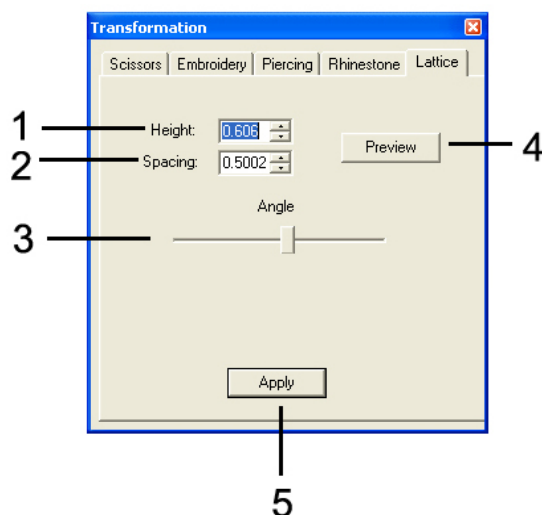 Transformation
Scissors Embroidery Piercing Rhinestone Lattice
1 Height: 0.606
2 Spacing: 0.5002
Preview 4
Angle
3
Apply
5